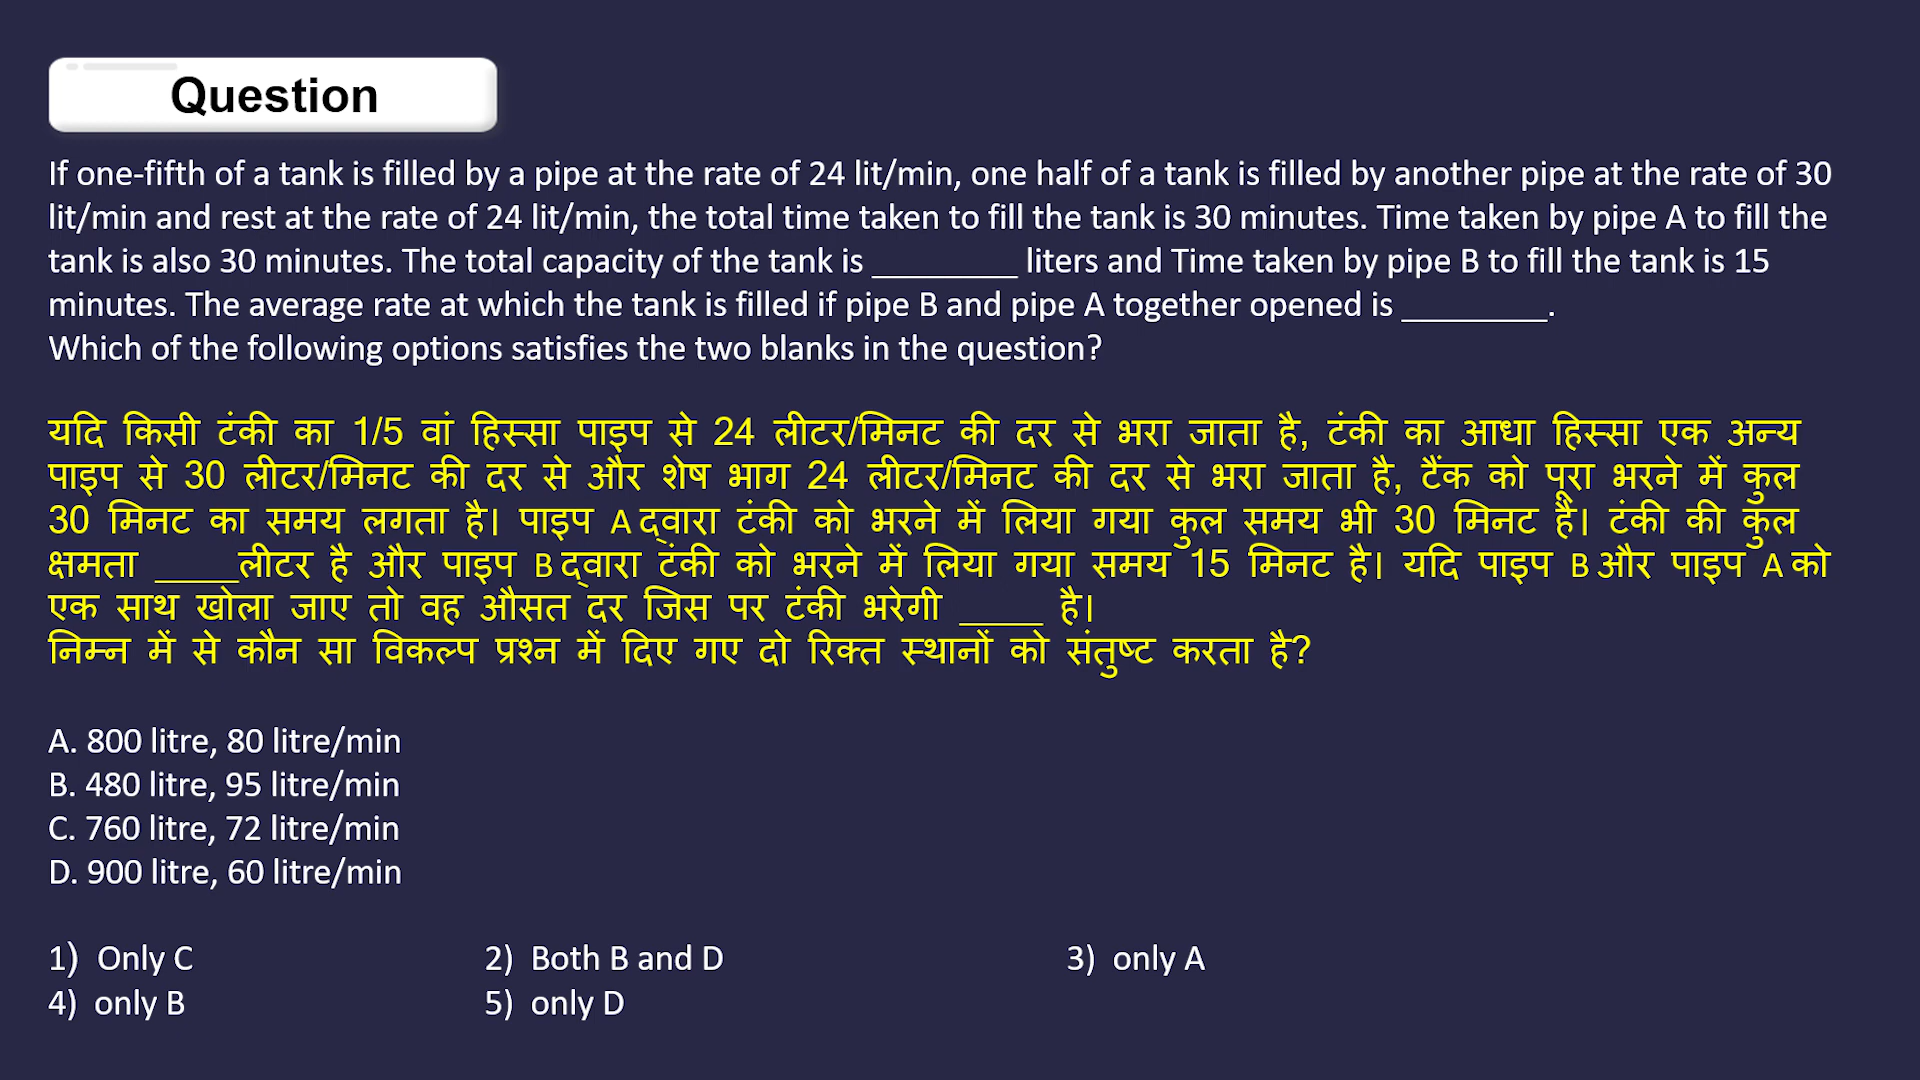 Question
If one-fifth of a tank is filled by a pipe at the rate of 24 lit/min, one half of a tank is filled by another pipe at the rate of 30
lit/min and rest at the rate of 24 lit/min, the total time taken to fill the tank is 30 minutes. Time taken by pipe A to fill the
tank is also 30 minutes. The total capacity of the tank is ________ liters and Time taken by pipe B to fill the tank is 15
minutes. The average rate at which the tank is filled if pipe B and pipe A together opened is ________.
Which of the following options satisfies the two blanks in the question?
यदि किसी टंकी का 1/5 वां हिस्सा पाइप से 24 लीटर/मिनट की दर से भरा जाता है, टंकी का आधा हिस्सा एक अन्य
पाइप से 30 लीटर/मिनट की दर से और शेष भाग 24 लीटर/मिनट की दर से भरा जाता है, टैंक को पूरा भरने में कुल
30 मिनट का समय लगता है। पाइप A द्वारा टंकी को भरने में लिया गया कुल समय भी 30 मिनट है। टंकी की कुल
क्षमता ____लीटर है और पाइप B द्वारा टंकी को भरने में लिया गया समय 15 मिनट है। यदि पाइप B और पाइप A को
एक साथ खोला जाए तो वह औसत दर जिस पर टंकी भरेगी ____ है।
निम्न में से कौन सा विकल्प प्रश्न में दिए गए दो रिक्त स्थानों को संतुष्ट करता है?
A. 800 litre, 80 litre/min
B. 480 litre, 95 litre/min
C. 760 litre, 72 litre/min
D. 900 litre, 60 litre/min
1) Only C 2) Both B and D 3) only A
4) only B 5) only D